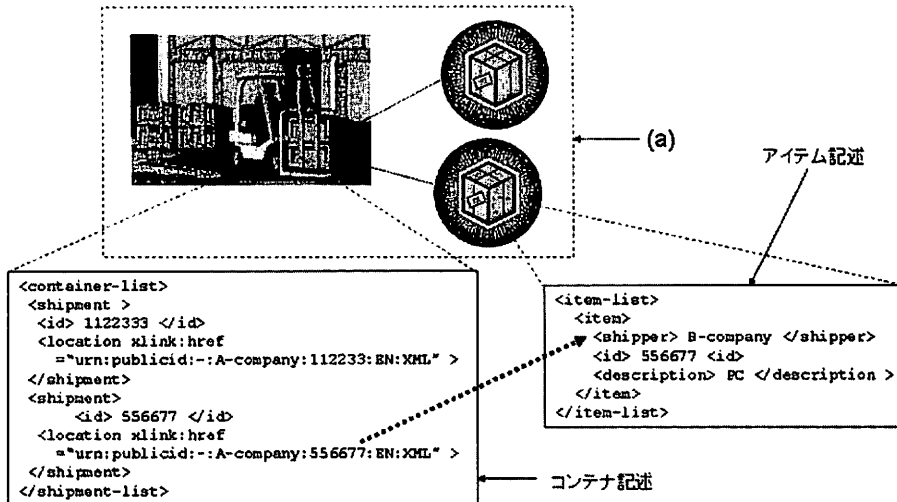 (a)
アイテム記述
<container-list>
<shipment >
<id> 1122333 </id>
<location xlink:href
="urn:publicid:-:A-company:112233:EN:XML" >
</shipment>
<shipment>
<id> 556677 </id>
<location xlink:href
="urn:publicid:-:A-company:556677:EN:XML" >
</shipment>
</shipment-list>
<item-list>
<item>
<shipper> B-company </shipper>
<id> 556677 <id>
<description> PC </description >
</item>
</item-list>
コンテナ記述